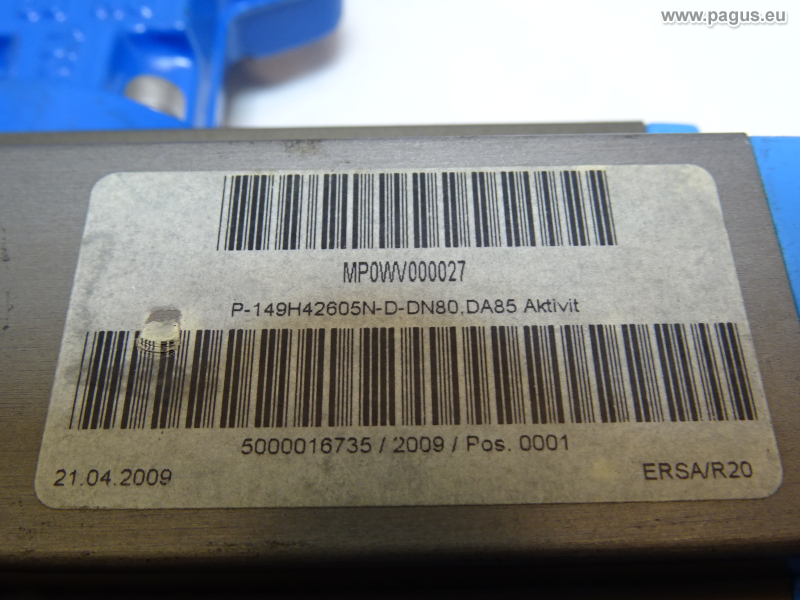 www.pagus.eu
MP0WV000027
P-149H42605N-D-DN80,DA85 Aktivit
5000016735 / 2009 / Pos. 0001
21.04.2009
ERSA/R20